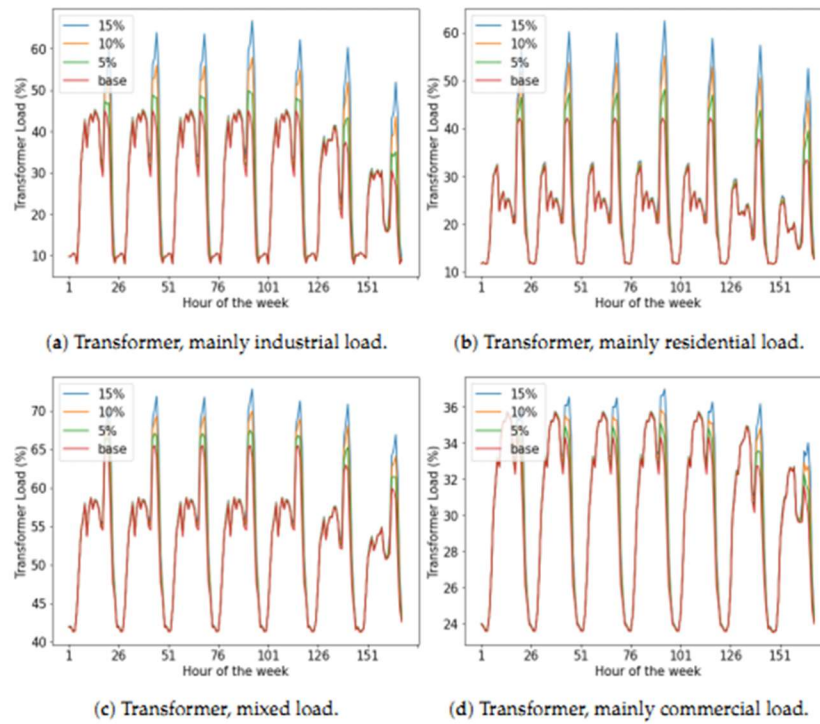 15%
10%
5%
base
Transformer Load (%)
60
50
40
30
20
10
1 26 51 76 101 126 151
Hour of the week
(a) Transformer, mainly industrial load.
15%
10%
5%
base
Transformer Load (%)
60
50
40
30
20
10
1 26 51 76 101 126 151
Hour of the week
(b) Transformer, mainly residential load.
15%
10%
5%
base
Transformer Load (%)
70
65
60
55
50
45
40
1 26 51 76 101 126 151
Hour of the week
(c) Transformer, mixed load.
15%
10%
5%
base
Transformer Load (%)
36
34
32
30
28
26
24
1 26 51 76 101 126 151
Hour of the week
(d) Transformer, mainly commercial load.